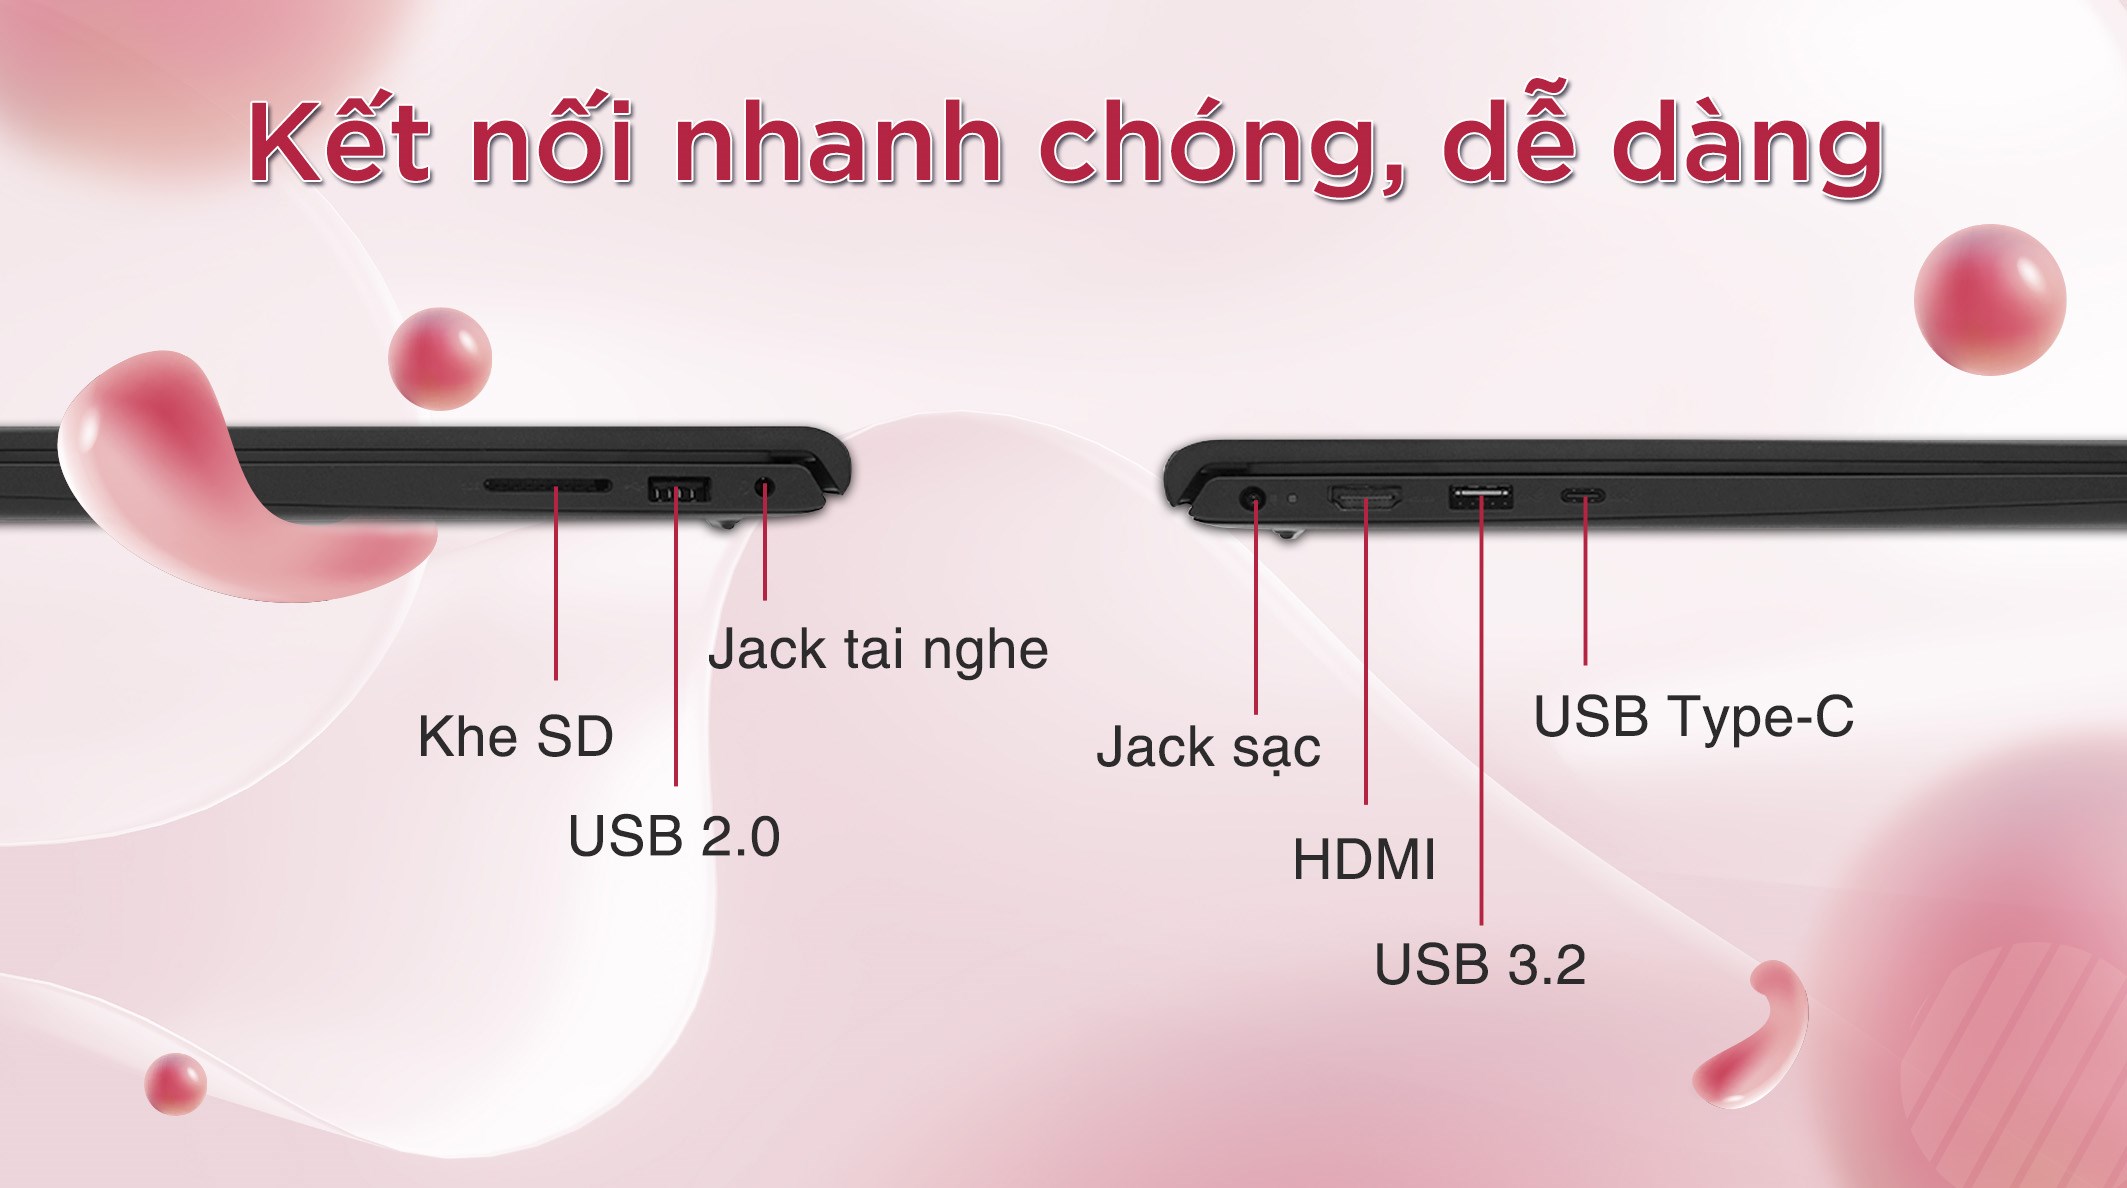 Kết nối nhanh chóng, dễ dàng
Jack tai nghe
Khe SD
USB 2.0
Jack sạc
USB Type-C
HDMI
USB 3.2